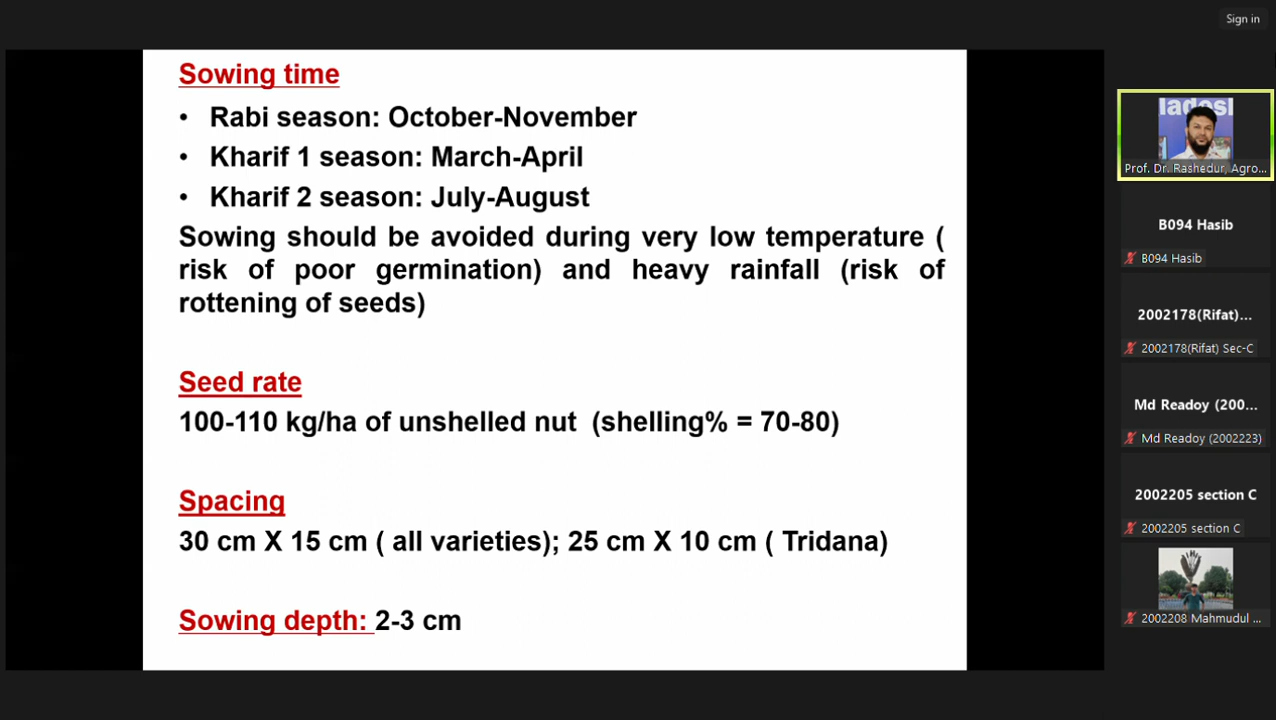 Sign in
Sowing time
• Rabi season: October-November
• Kharif 1 season: March-April
• Kharif 2 season: July-August
Sowing should be avoided during very low temperature (
risk of poor germination) and heavy rainfall (risk of
rottening of seeds)
Seed rate
100-110 kg/ha of unshelled nut (shelling% = 70-80)
Spacing
30 cm X 15 cm ( all varieties); 25 cm X 10 cm ( Tridana)
Sowing depth: 2-3 cm
ladesl
Prof. Dr. Rashedur, Agro...
B094 Hasib
B094 Hasib
2002178(Rifat)...
2002178(Rifat) Sec-C
Md Readoy (200...
Md Readoy (2002223)
2002205 section C
2002205 section C
2002208 Mahmudul ...